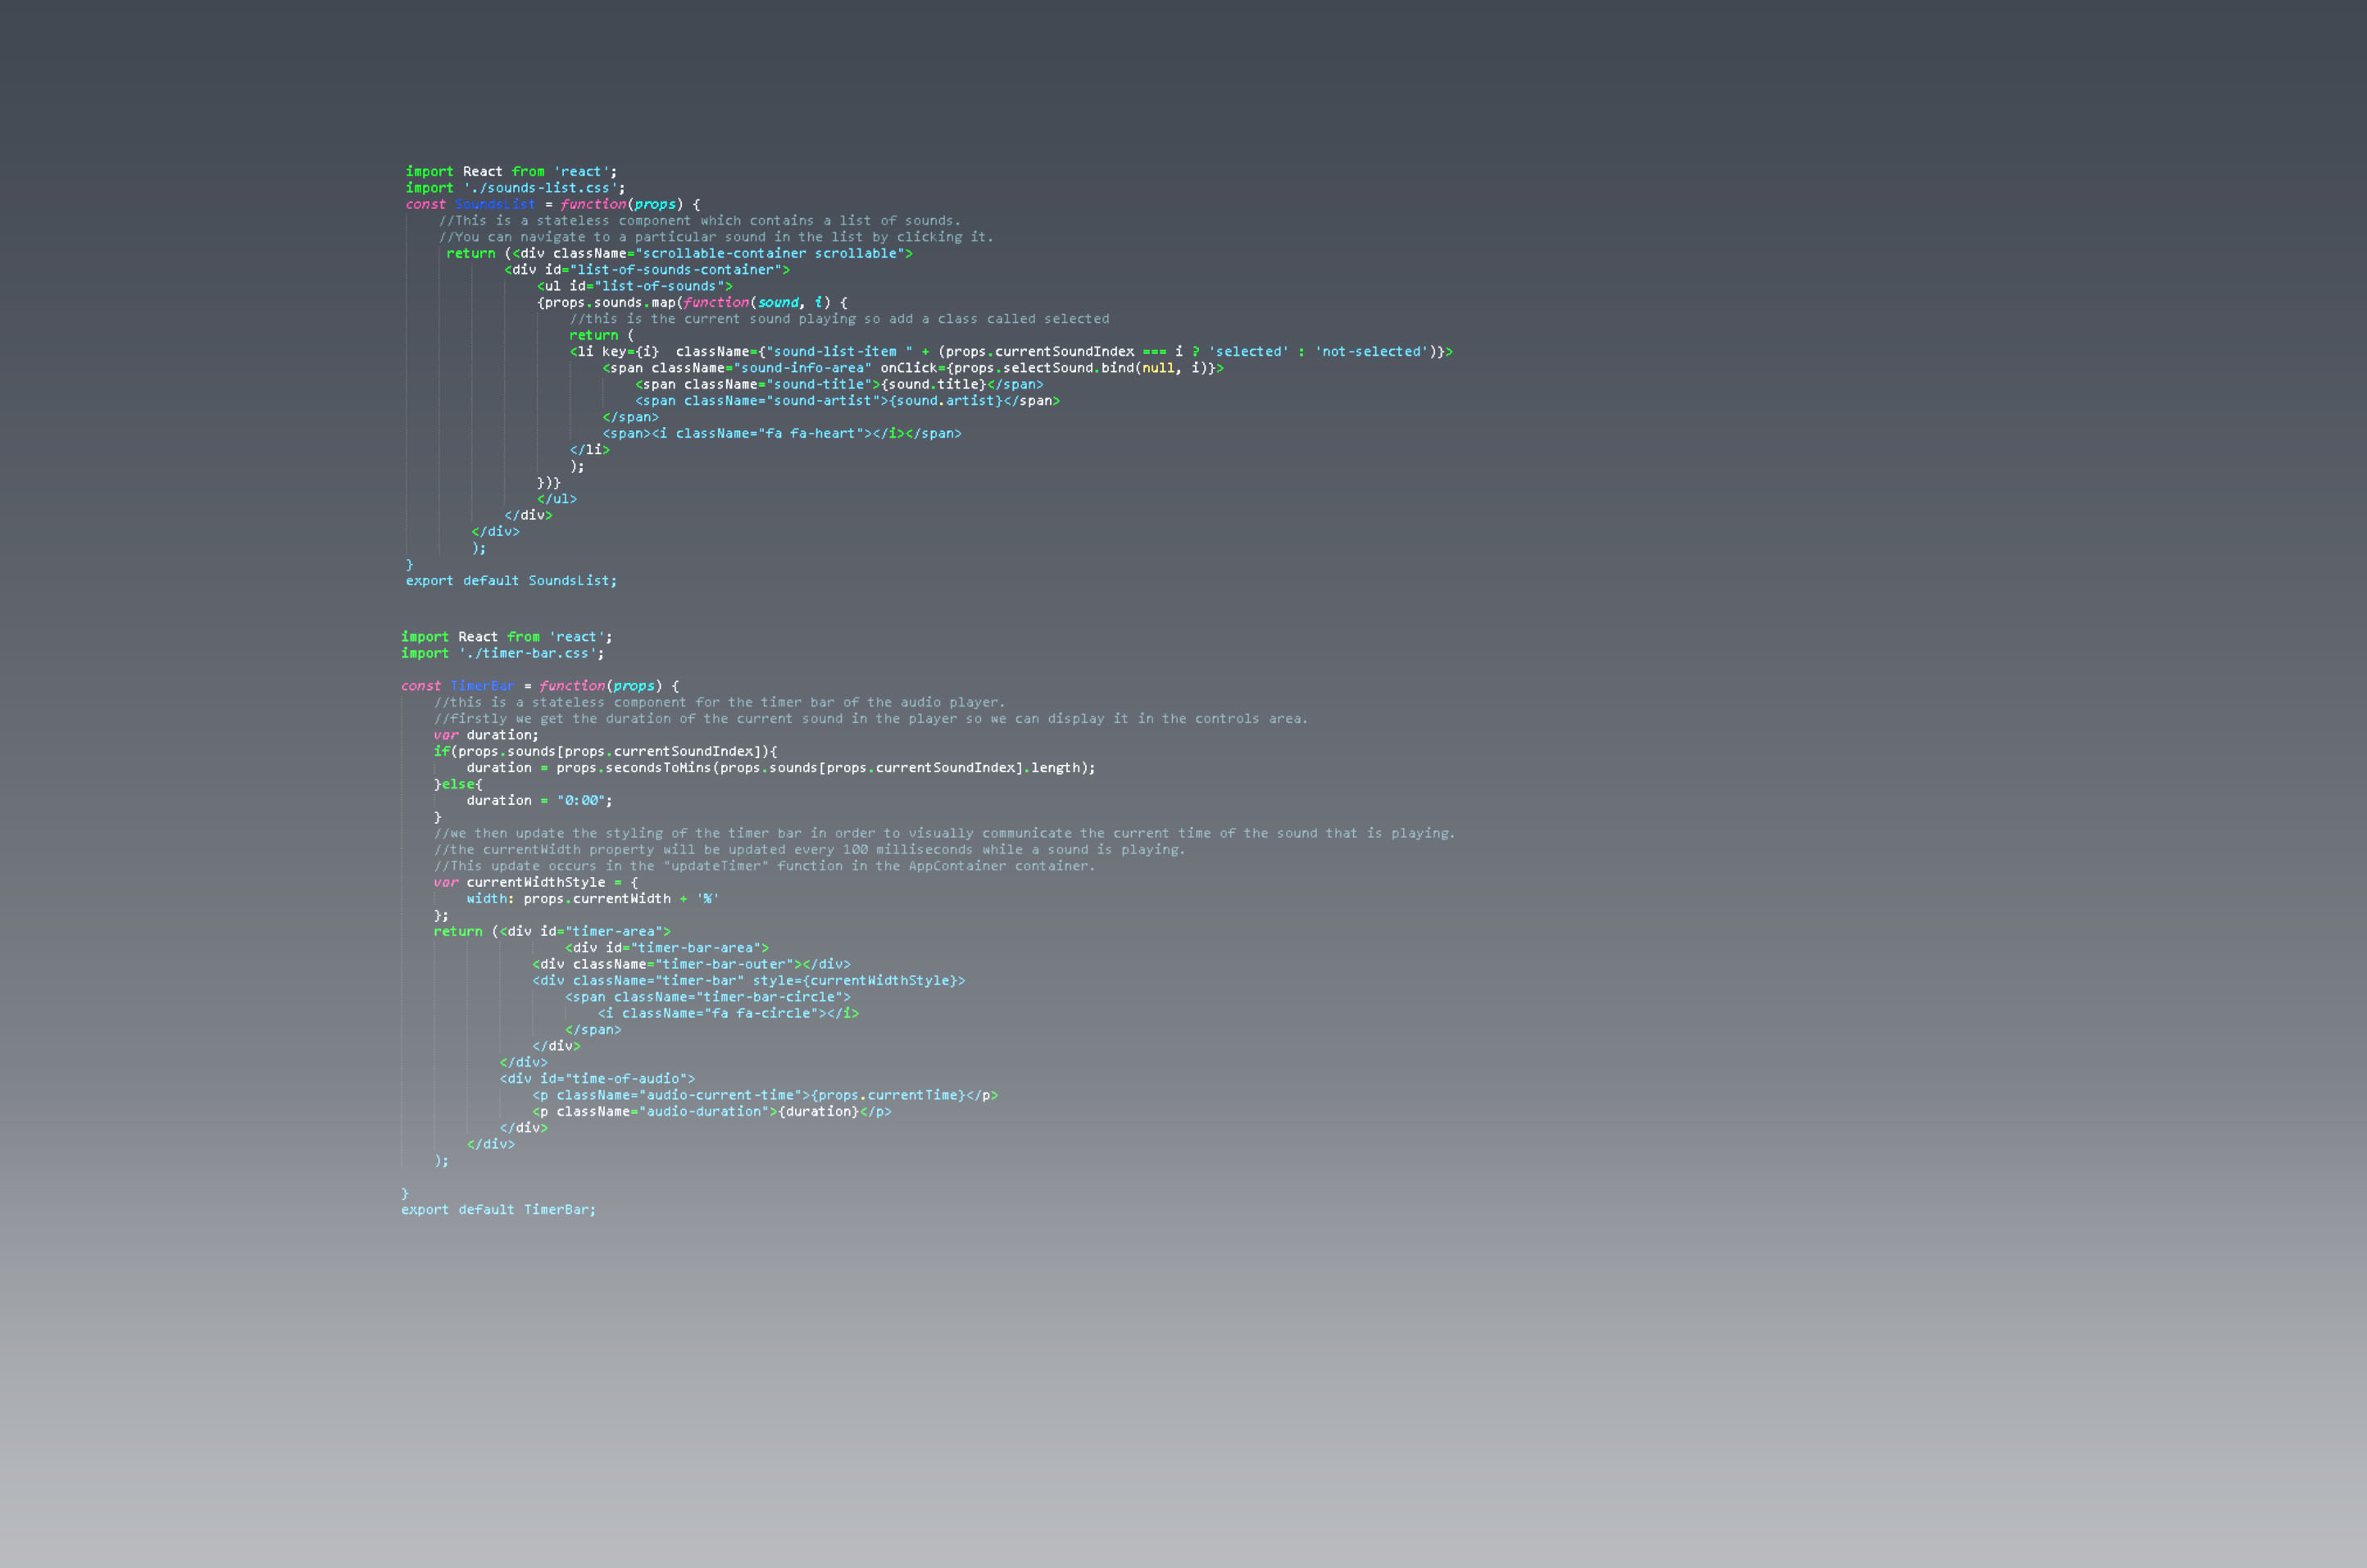 import React from 'react';
import './sounds-list.css';
const SoundsList = function(props) {
//This is a stateless component which contains a list of sounds.
//You can navigate to a particular sound in the list by clicking it.
return (<div className="scrollable-container scrollable">
<div id="list-of-sounds-container">
<ul id="list-of-sounds">
{props.sounds.map(function(sound, i) {
//this is the current sound playing so add a class called selected
return (
<li key={i}  className={"sound-list-item " + (props.currentSoundIndex === i ? 'selected' : 'not-selected')}>
<span className="sound-info-area" onClick={props.selectSound.bind(null, i)}>
<span className="sound-title">{sound.title}</span>
<span className="sound-artist">{sound.artist}</span>
</span>
<span><i className="fa fa-heart"></i></span>
</li>
);
})}
</ul>
</div>
</div>
);
}
export default SoundsList;
import React from 'react';
import './timer-bar.css';
const TimerBar = function(props) {
//this is a stateless component for the timer bar of the audio player.
//firstly we get the duration of the current sound in the player so we can display it in the controls area.
var duration;
if(props.sounds[props.currentSoundIndex]){
duration = props.secondsToMins(props.sounds[props.currentSoundIndex].length);
}else{
duration = "0:00";
}
//we then update the styling of the timer bar in order to visually communicate the current time of the sound that is playing.
//the currentWidth property will be updated every 100 milliseconds while a sound is playing.
//This update occurs in the "updateTimer" function in the AppContainer container.
var currentWidthStyle = {
width: props.currentWidth + '%'
};
return (<div id="timer-area">
<div id="timer-bar-area">
<div className="timer-bar-outer"></div>
<div className="timer-bar" style={currentWidthStyle}>
<span className="timer-bar-circle">
<i className="fa fa-circle"></i>
</span>
</div>
</div>
<div id="time-of-audio">
<p className="audio-current-time">{props.currentTime}</p>
<p className="audio-duration">{duration}</p>
</div>
</div>
);
}
export default TimerBar;